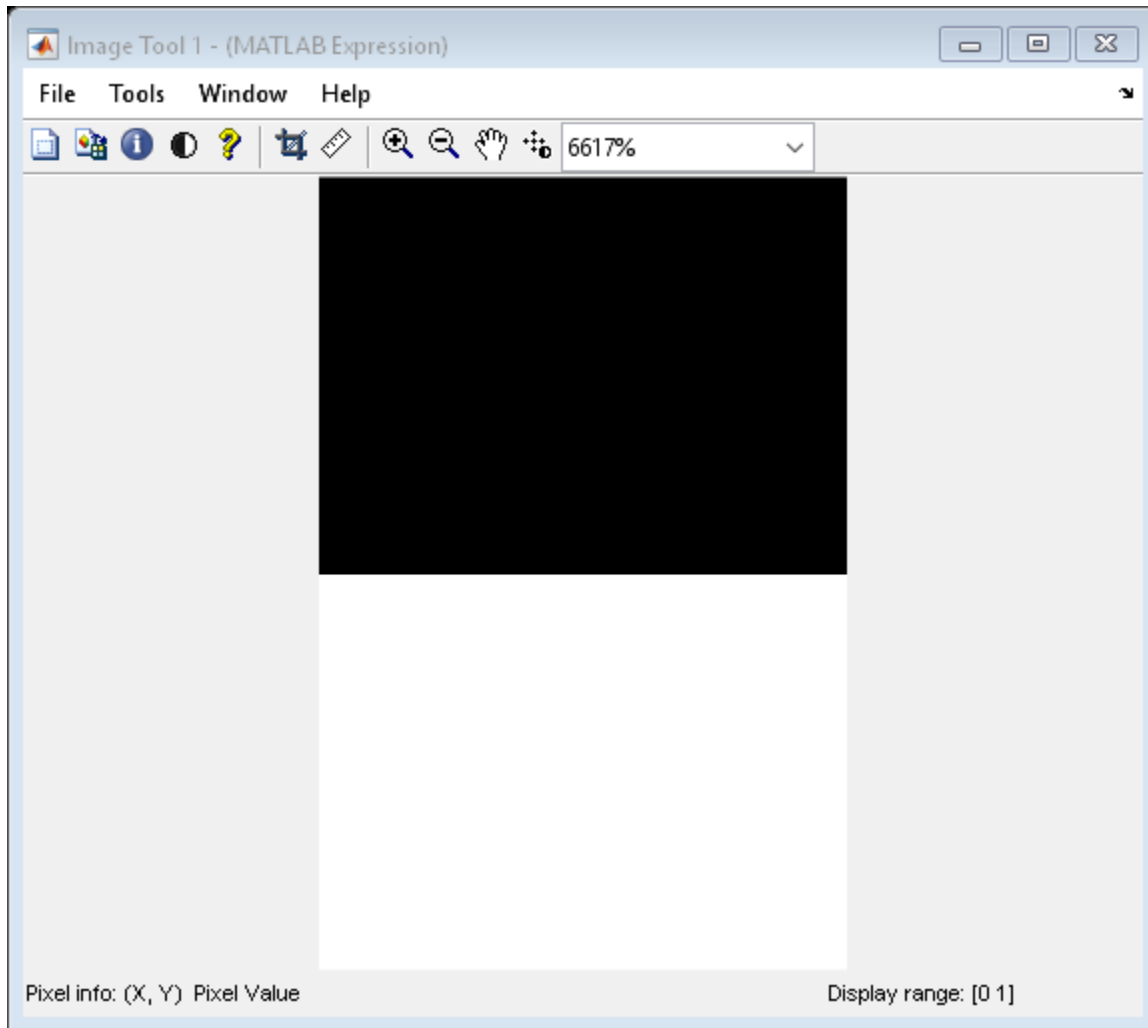 Image Tool 1 - (MATLAB Expression)
File Tools Window Help
6617%
Pixel info: (X, Y) Pixel Value
Display range: [0 1]